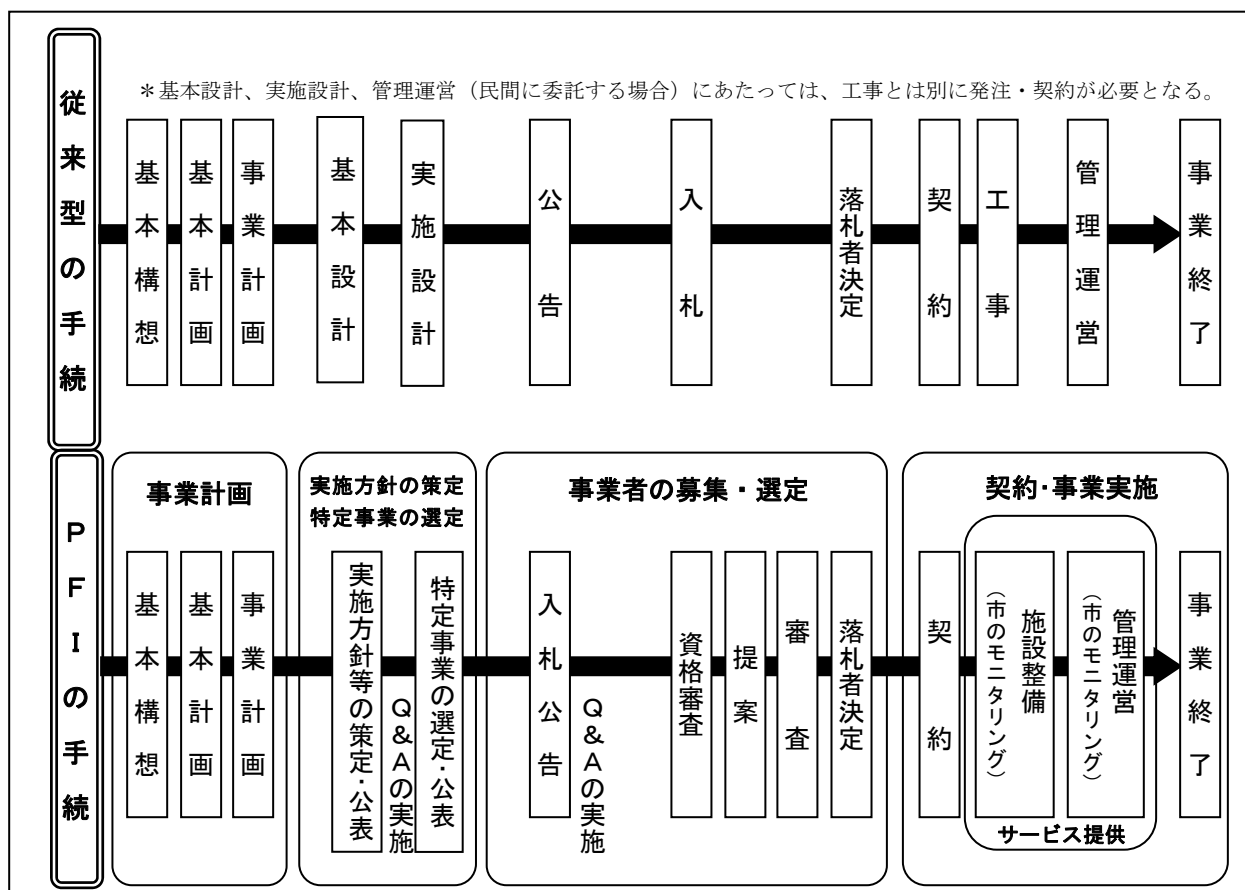 従来型の手続
＊基本設計、実施設計、管理運営（民間に委託する場合）にあたっては、工事とは別に発注・契約が必要となる。
基本構想
基本計画
事業計画
基本設計
実施設計
公告
入札
落札者決定
契約
工事
管理運営
事業終了
ＰＦＩの手続
事業計画
基本構想
基本計画
事業計画
実施方針の策定
特定事業の選定
実施方針等の策定・公表
Ｑ＆Ａの実施
特定事業の選定・公表
事業者の募集・選定
入札公告
Ｑ＆Ａの実施
資格審査
提案
審査
落札者決定
契約・事業実施
契約
施設整備
（市のモニタリング）
管理運営
（市のモニタリング）
サービス提供
事業終了